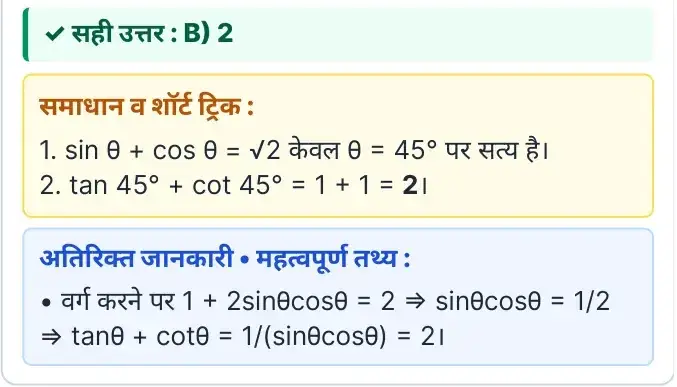 ✓ सही उत्तर : B) 2
समाधान व शॉर्ट ट्रिक :
1. sin θ + cos θ = √2 केवल θ = 45° पर सत्य है।
2. tan 45° + cot 45° = 1 + 1 = 2।
अतिरिक्त जानकारी • महत्वपूर्ण तथ्य :
• वर्ग करने पर 1 + 2sinθcosθ = 2 ⇒ sinθcosθ = 1/2
⇒ tanθ + cotθ = 1/(sinθcosθ) = 2।